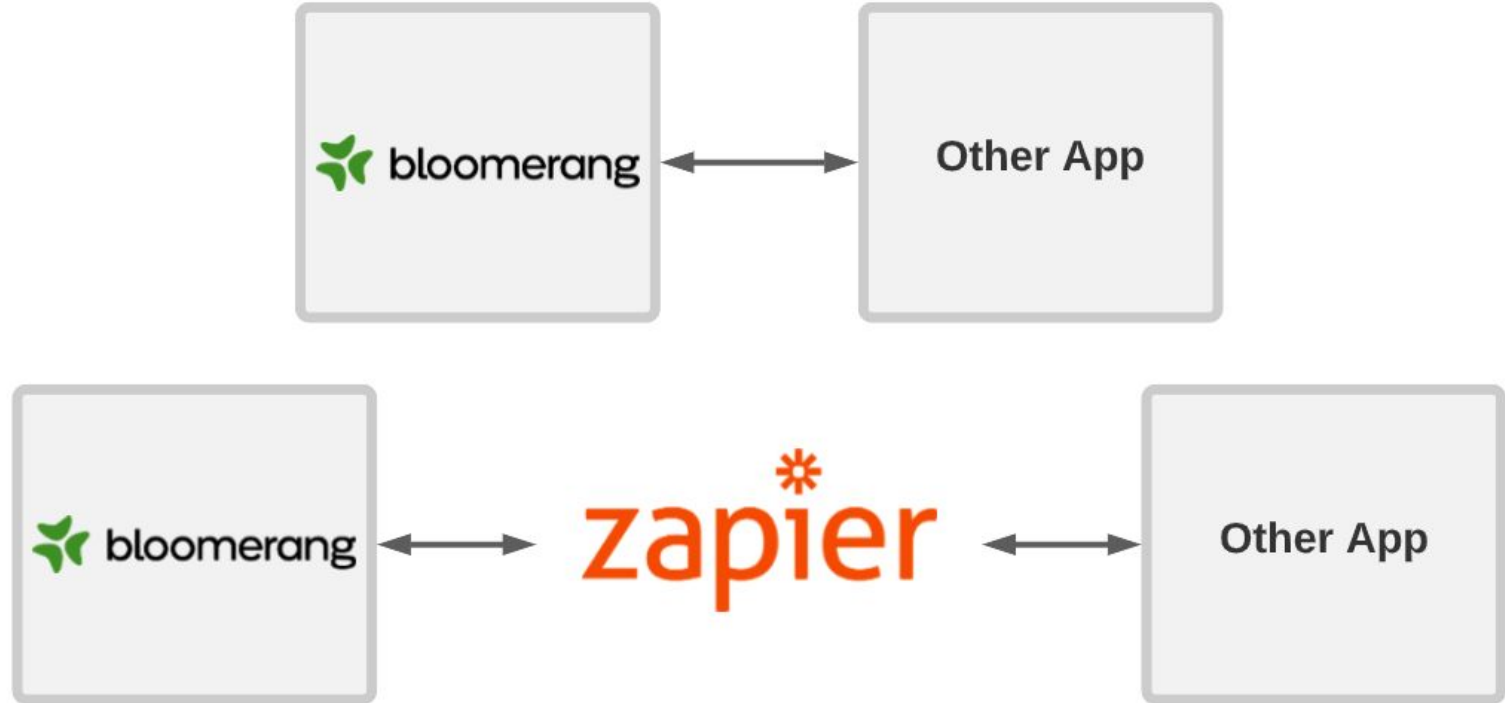 bloomerang
Other App
bloomerang
zapier
Other App